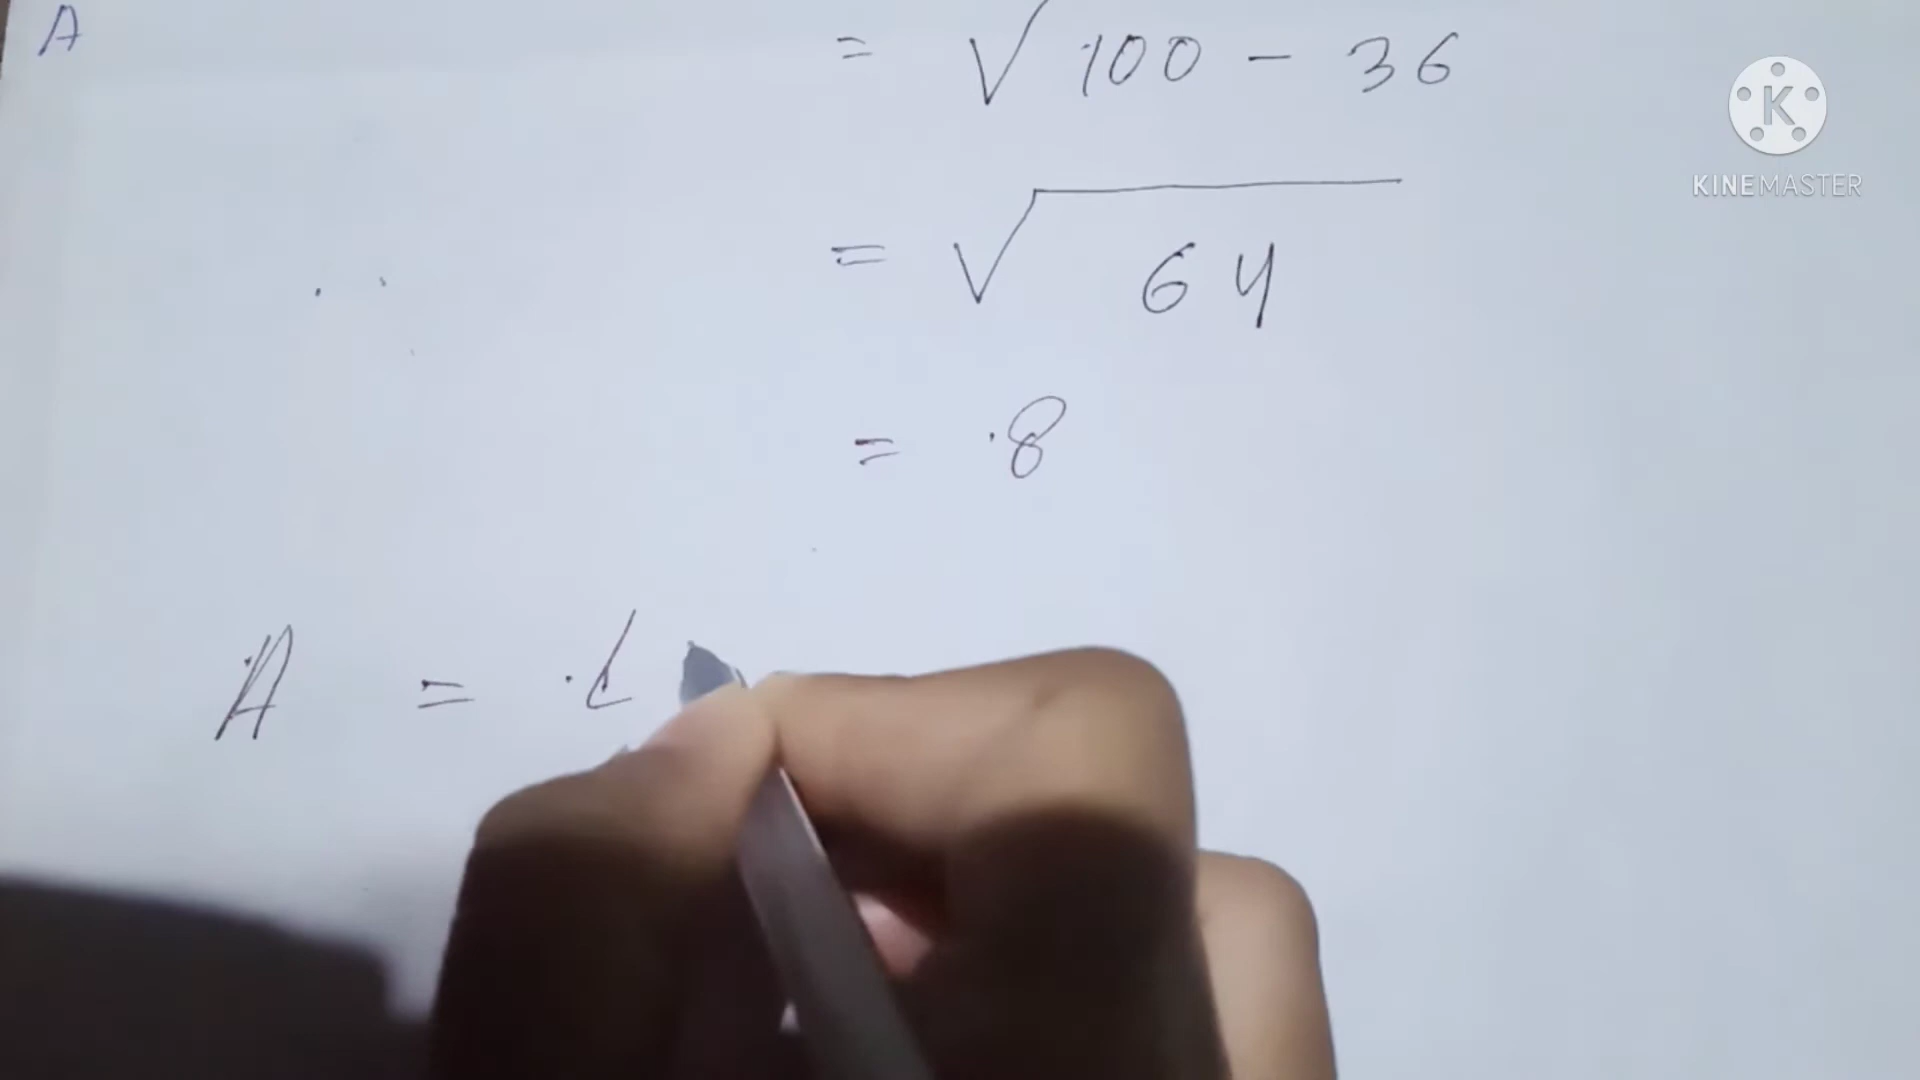 A
= √100 - 36
K
KINEMASTER
= √64
= 8
A = L